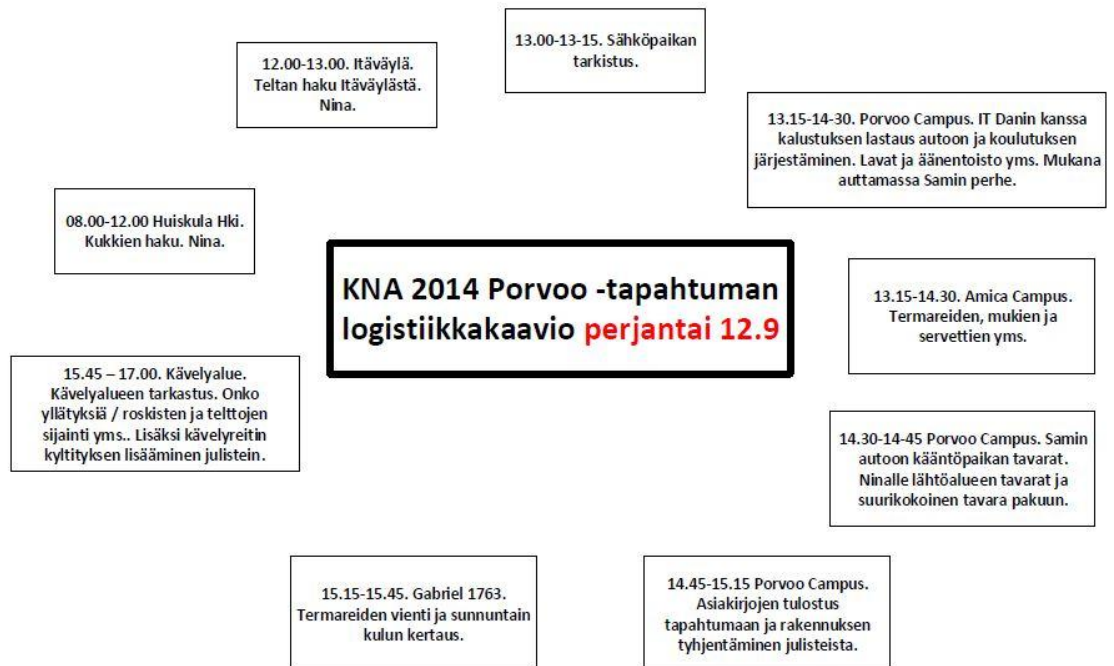 13.00-13-15. Sähköpaikan
tarkistus.
12.00-13.00. Itäväylä.
Teltan haku Itäväylästä.
Nina.
13.15-14-30. Porvoo Campus. IT Danin kanssa
kalustuksen lastaus autoon ja koulutuksen
järjestäminen. Lavat ja äänentoisto yms. Mukana
auttamassa Samin perhe.
08.00-12.00 Huiskula Hki.
Kukkien haku. Nina.
KNA 2014 Porvoo -tapahtuman
logistiikkakaavio perjantai 12.9
13.15-14.30. Amica Campus.
Termareiden, mukien ja
servettien yms.
15.45 – 17.00. Kävelyalue.
Kävelyalueen tarkastus. Onko
yllätyksiä / roskisten ja telttojen
sijainti yms.. Lisäksi kävelyreitin
kyltityksen lisääminen julistein.
14.30-14-45 Porvoo Campus. Samin
autoon kääntöpaikan tavarat.
Ninalle lähtöalueen tavarat ja
suurikokoinen tavara pakuun.
15.15-15.45. Gabriel 1763.
Termareiden vienti ja sunnuntain
kulun kertaus.
14.45-15.15 Porvoo Campus.
Asiakirjojen tulostus
tapahtumaan ja rakennuksen
tyhjentäminen julisteista.